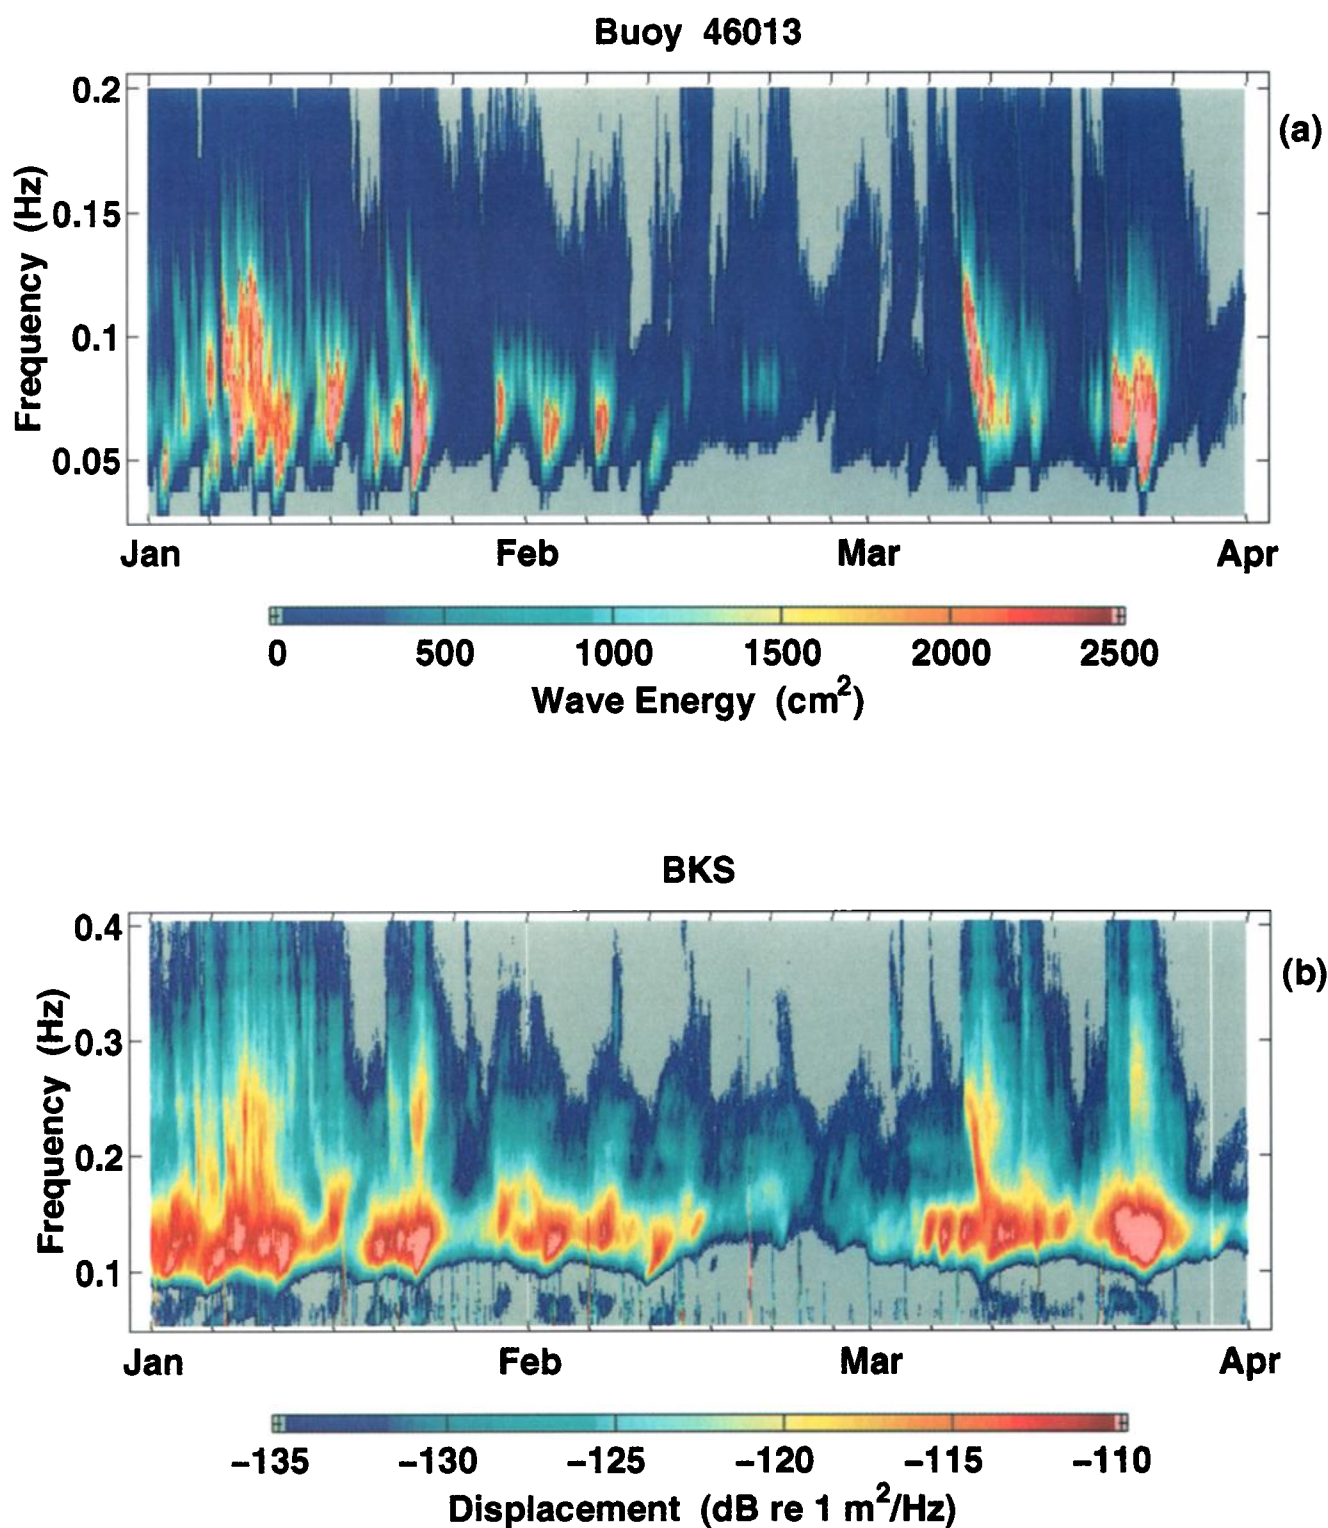 Buoy 46013
(a)
0.2
0.15
0.1
0.05
Frequency (Hz)
Jan Feb Mar Apr
0 500 1000 1500 2000 2500
Wave Energy (cm²)
BKS
(b)
0.4
0.3
0.2
0.1
Frequency (Hz)
Jan Feb Mar Apr
−135 −130 −125 −120 −115 −110
Displacement (dB re 1 m²/Hz)